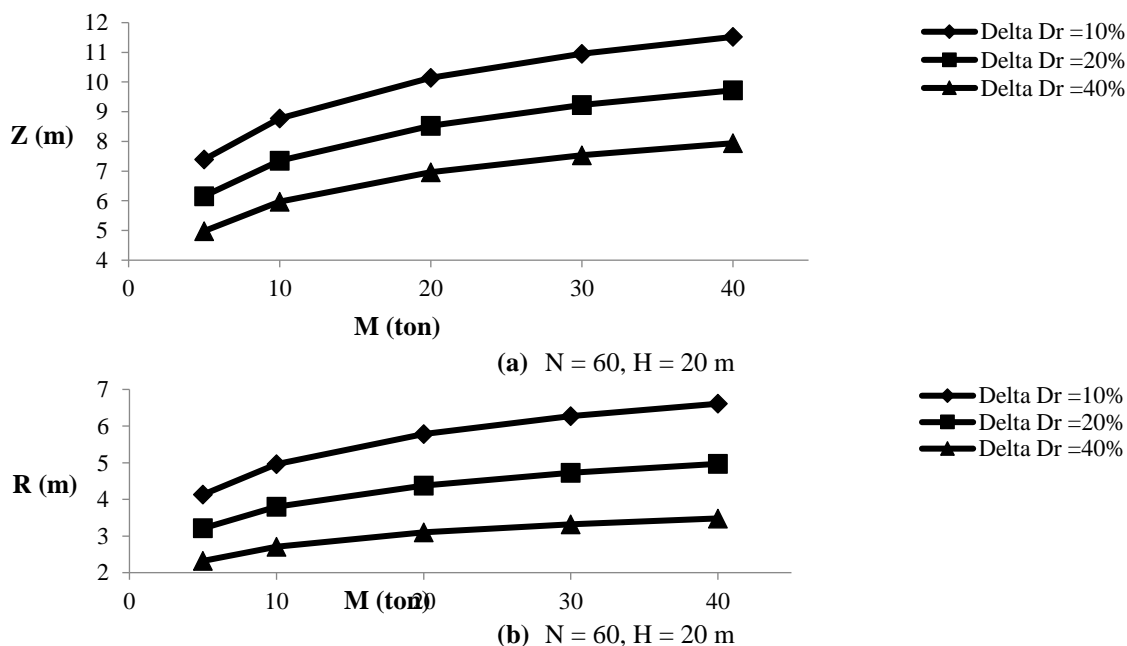 12
11
10
9
8
7
6
5
4
Z (m)
0 10 20 30 40
M (ton)
Delta Dr =10%
Delta Dr =20%
Delta Dr =40%
(a) N = 60, H = 20 m
7
6
5
4
3
2
R (m)
0 10 20 30 40
M (ton)
Delta Dr =10%
Delta Dr =20%
Delta Dr =40%
(b) N = 60, H = 20 m